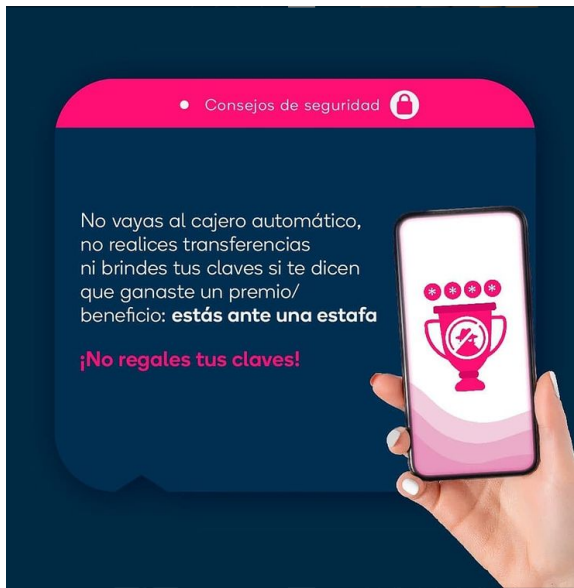 Consejos de seguridad
No vayas al cajero automático,
no realices transferencias
ni brindes tus claves si te dicen
que ganaste un premio/
beneficio: estás ante una estafa
¡No regales tus claves!
* * * *